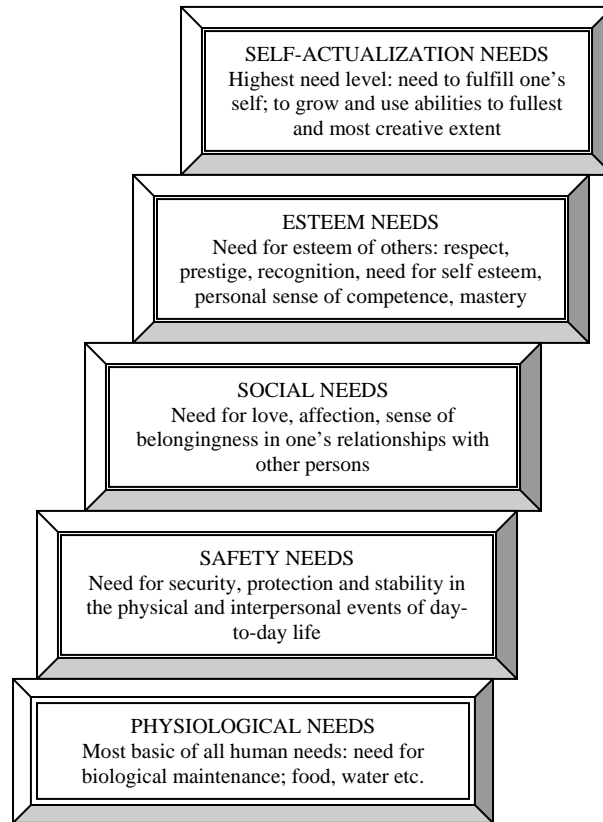 SELF-ACTUALIZATION NEEDS
Highest need level: need to fulfill one’s
self; to grow and use abilities to fullest
and most creative extent
ESTEEM NEEDS
Need for esteem of others: respect,
prestige, recognition, need for self esteem,
personal sense of competence, mastery
SOCIAL NEEDS
Need for love, affection, sense of
belongingness in one’s relationships with
other persons
SAFETY NEEDS
Need for security, protection and stability in
the physical and interpersonal events of day-
to-day life
PHYSIOLOGICAL NEEDS
Most basic of all human needs: need for
biological maintenance; food, water etc.